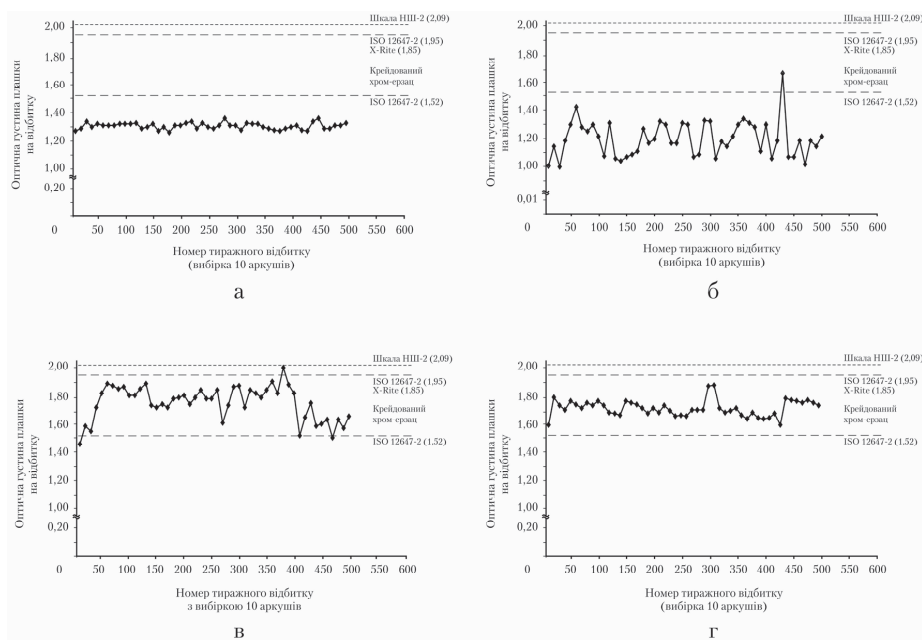 Оптична густина плашки
на відбитку
2,00
1,80
1,60
1,40
1,20
1,00
0,20
0 50 100 150 200 250 300 350 400 450 500 550 600
Шкала НШ-2 (2,09)
ISO 12647-2 (1,95)
X-Rite (1,85)
Крейдований
хром-ерзац
ISO 12647-2 (1,52)
Номер тиражного відбитку
(вибірка 10 аркушів)
а
Оптична густина плашки
на відбитку
2,00
1,80
1,60
1,40
1,20
1,00
0,01
0 50 100 150 200 250 300 350 400 450 500 550 600
Шкала НШ-2 (2,09)
ISO 12647-2 (1,95)
X-Rite (1,85)
Крейдований
хром-ерзац
ISO 12647-2 (1,52)
Номер тиражного відбитку
(вибірка 10 аркушів)
б
Оптична густина плашки
на відбитку
2,00
1,80
1,60
1,40
1,20
1,00
0,20
0 50 100 150 200 250 300 350 400 450 500 550 600
Шкала НШ-2 (2,09)
ISO 12647-2 (1,95)
X-Rite (1,85)
Крейдований
хром ерзац
ISO 12647-2 (1,52)
Номер тиражного відбитку
з вибіркою 10 аркушів
в
Оптична густина плашки
на відбитку
2,00
1,80
1,60
1,40
1,20
1,00
0,20
0 50 100 150 200 250 300 350 400 450 500 550 600
Шкала НШ-2 (2,09)
ISO 12647-2 (1,95)
X-Rite (1,85)
Крейдований
хром-ерзац
ISO 12647-2 (1,52)
Номер тиражного відбитку
(вибірка 10 аркушів)
г